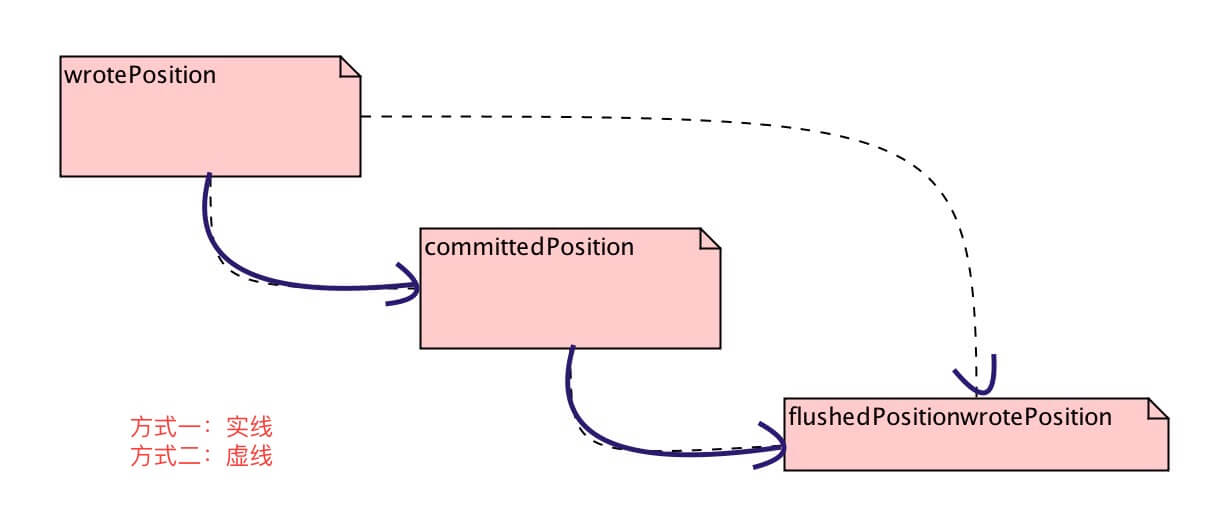 wrotePosition
committedPosition
flushedPositionwrotePosition
方式一：实线
方式二：虚线